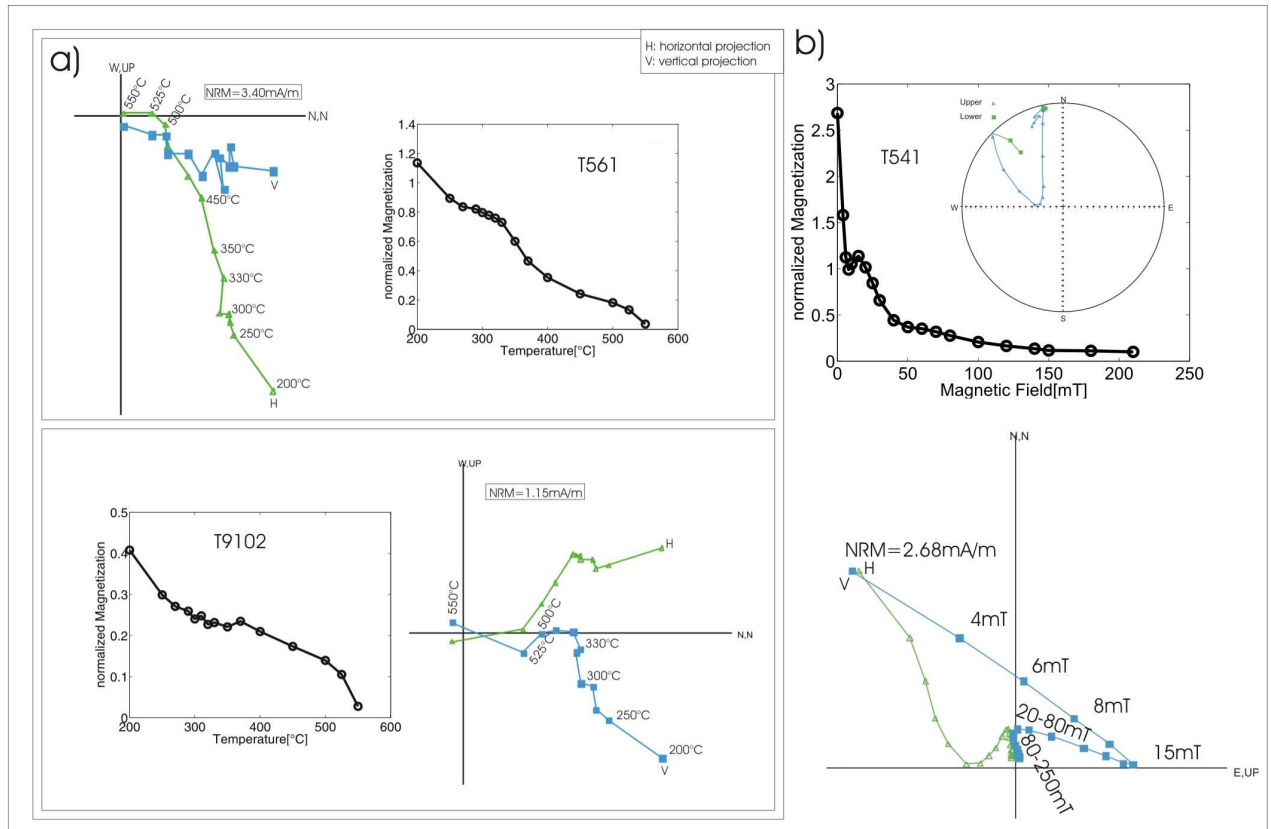 a)
H: horizontal projection
V: vertical projection
W,UP
550°C
525°C
500°C
NRM=3.40mA/m
N,N
V
450°C
350°C
330°C
300°C
250°C
200°C
H
1.4
1.2
1.0
0.8
0.6
0.4
0.2
0
200
300
400
500
600
normalized Magnetization
Temperature[°C]
T561
0.5
0.4
0.3
0.2
0.1
0
200
300
400
500
600
normalized Magnetization
Temperature[°C]
T9102
W,UP
NRM=1.15mA/m
H
550°C
500°C
525°C
N,N
330°C
300°C
250°C
200°C
V
b)
3
2.5
2
1.5
1
0.5
0
0
50
100
150
200
250
normalized Magnetization
Magnetic Field[mT]
T541
Upper
Lower
N
W
E
S
N,N
NRM=2.68mA/m
H
V
4mT
6mT
8mT
20-80mT
80-250mT
15mT
E,UP